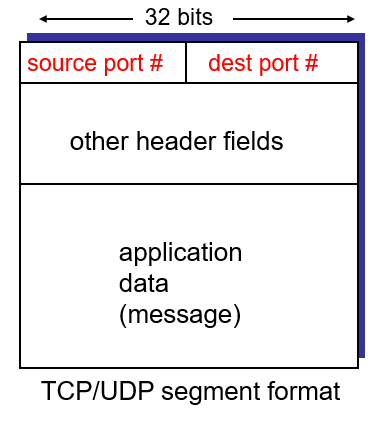 32 bits
source port # dest port #
other header fields
application
data
(message)
TCP/UDP segment format